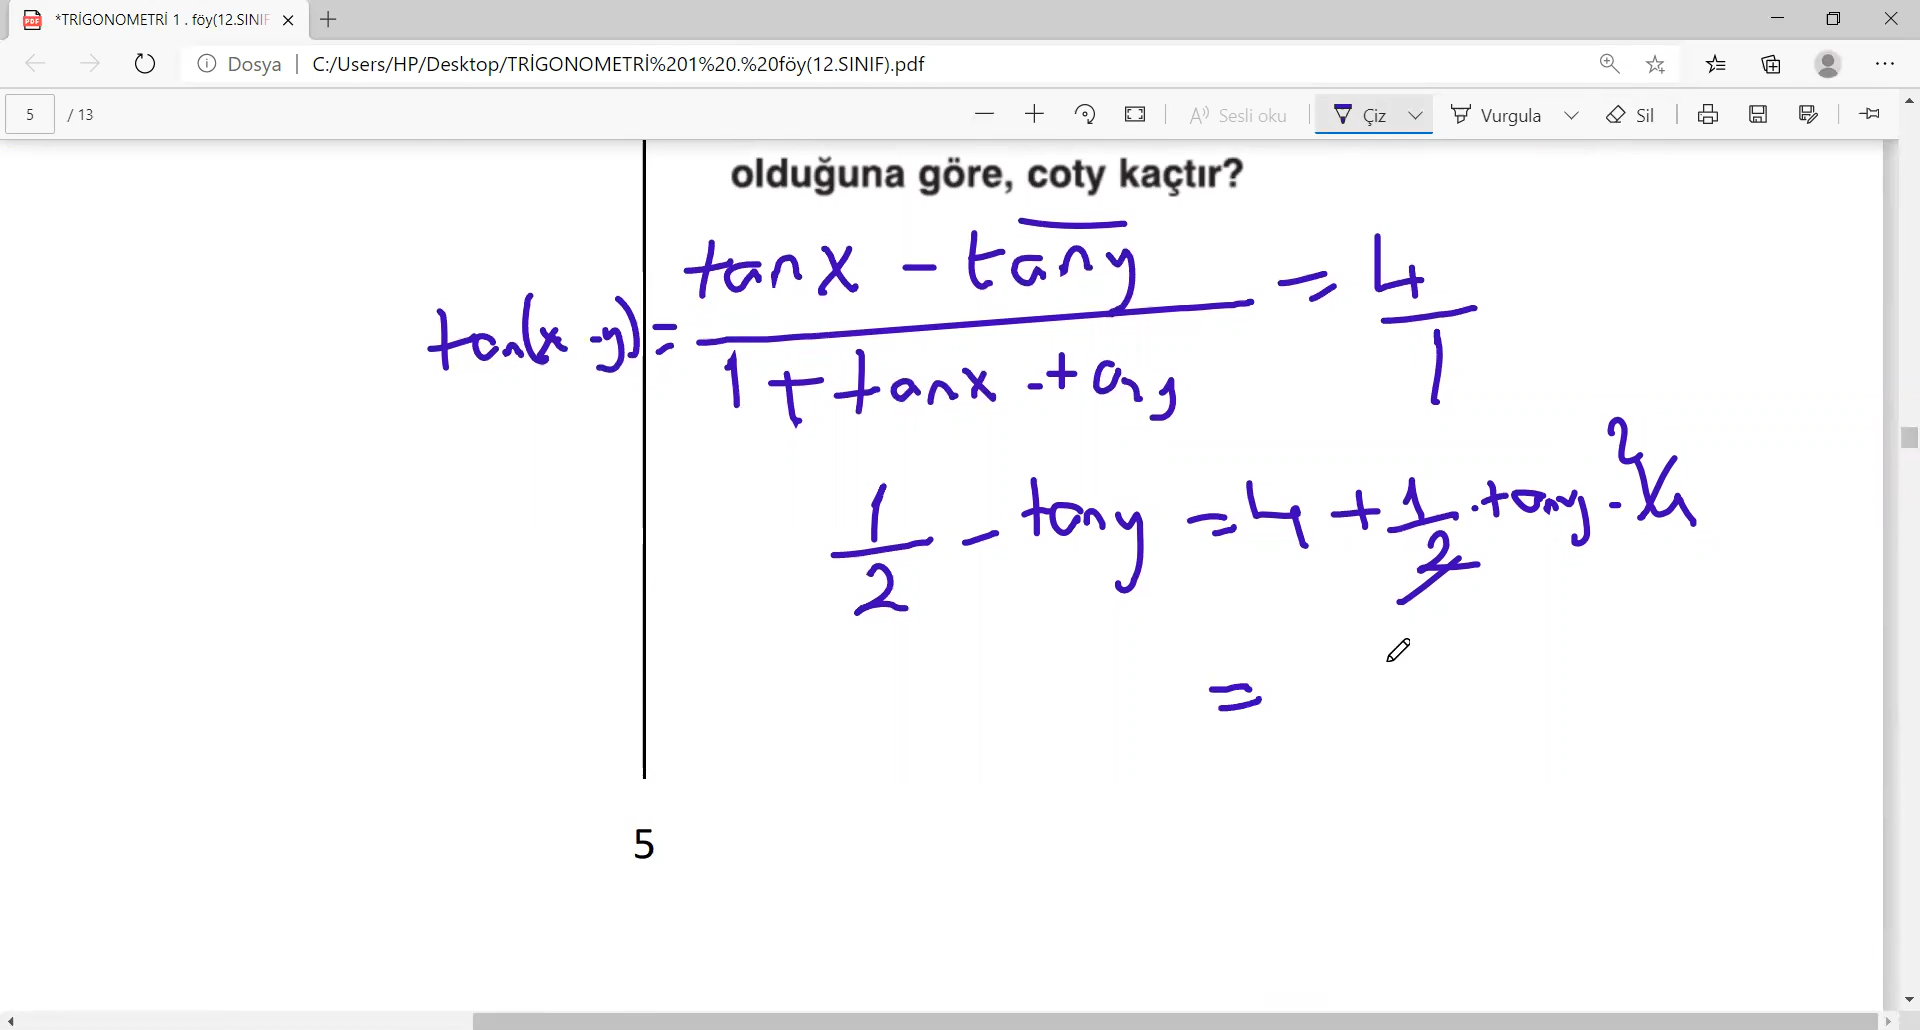 *TRİGONOMETRİ 1 . föy(12.SINIF
Dosya | C:/Users/HP/Desktop/TRİGONOMETRİ%201%20.%20föy(12.SINIF).pdf
5 / 13 Sesli oku Çiz Vurgula Sil
olduğuna göre, coty kaçtır?
tan(x-y) = (tanx - tany) / (1 + tanx . tany) = 4/1
1/2 - tany = 4 + 1/2 . tany . 4 2
=
5